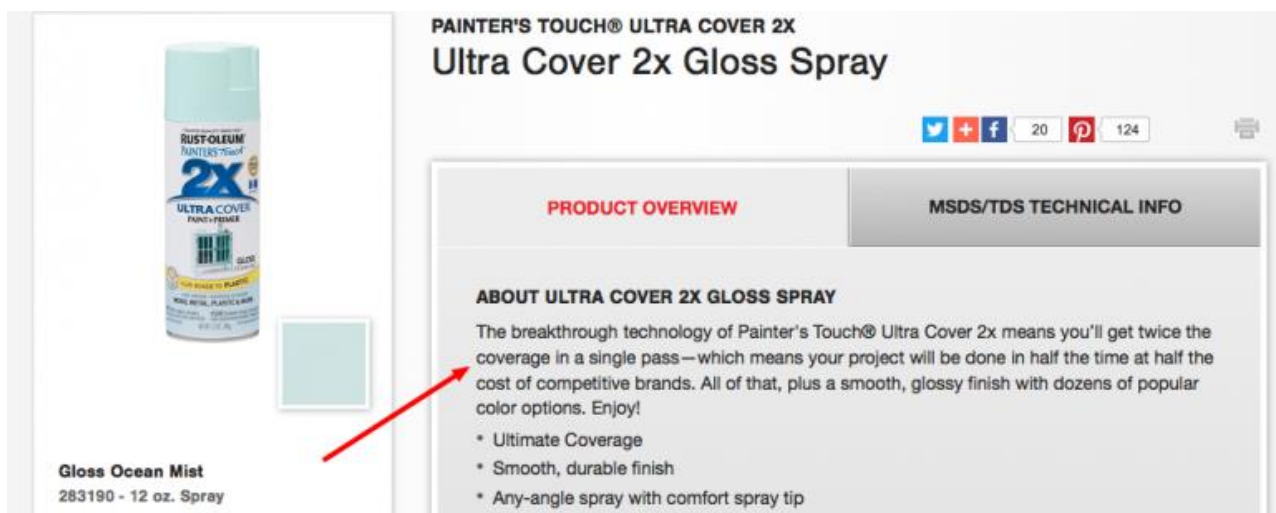 PAINTER'S TOUCH® ULTRA COVER 2X
Ultra Cover 2x Gloss Spray
20
124
RUST-OLEUM
PAINTER'S Touch
2X
ULTRA COVER
PAINT+PRIMER
GLOSS
PRODUCT OVERVIEW
MSDS/TDS TECHNICAL INFO
ABOUT ULTRA COVER 2X GLOSS SPRAY
The breakthrough technology of Painter's Touch® Ultra Cover 2x means you'll get twice the
coverage in a single pass—which means your project will be done in half the time at half the
cost of competitive brands. All of that, plus a smooth, glossy finish with dozens of popular
color options. Enjoy!
• Ultimate Coverage
• Smooth, durable finish
• Any-angle spray with comfort spray tip
Gloss Ocean Mist
283190 - 12 oz. Spray